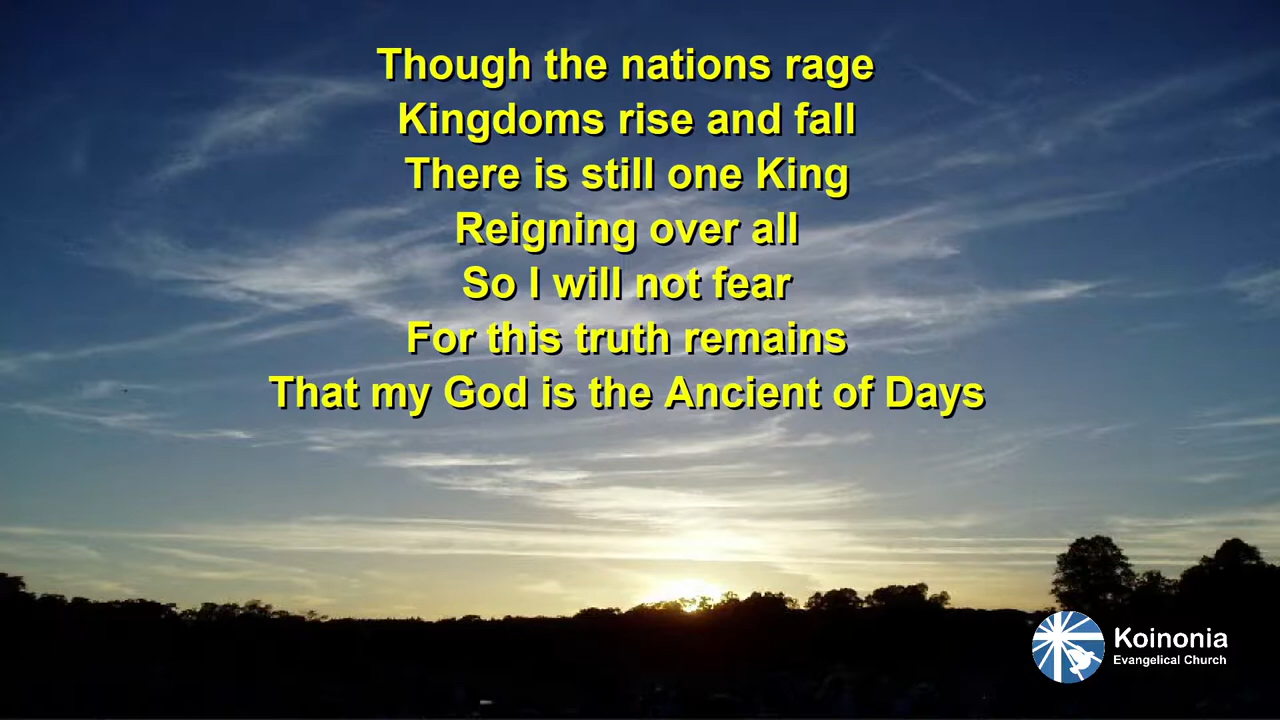 Though the nations rage
Kingdoms rise and fall
There is still one King
Reigning over all
So I will not fear
For this truth remains
That my God is the Ancient of Days
Koinonia
Evangelical Church